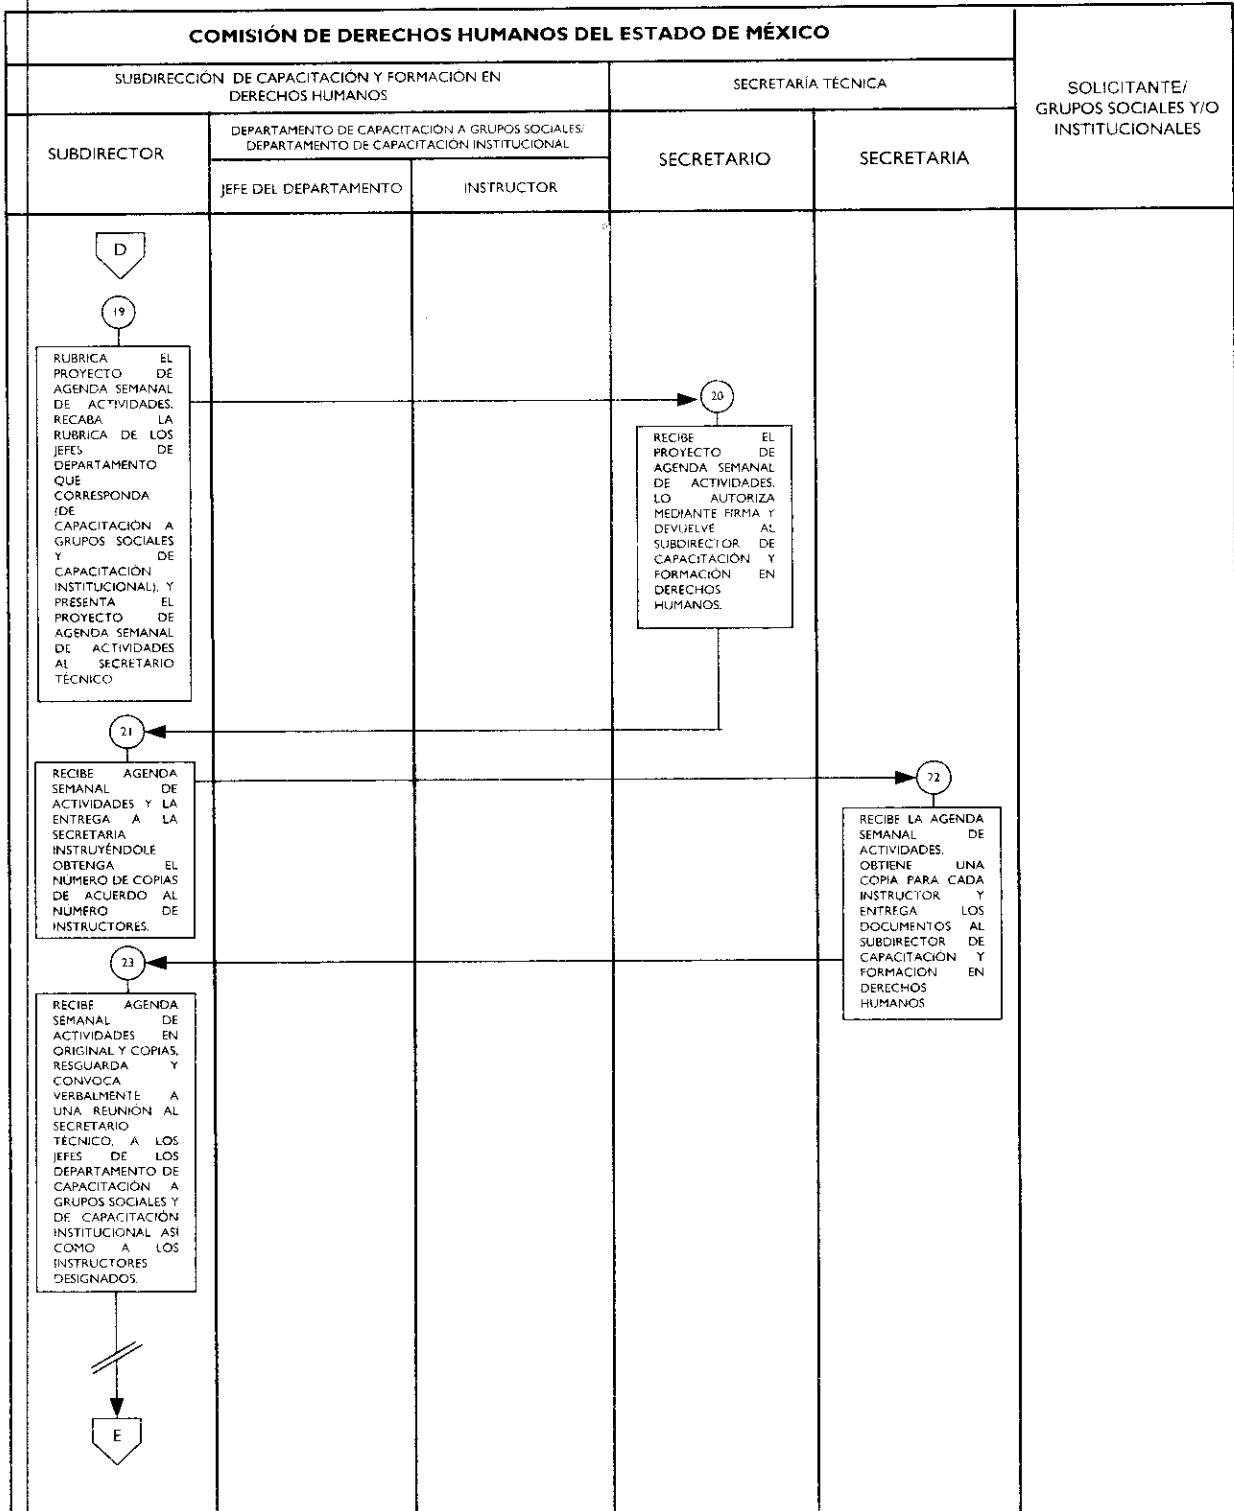 COMISIÓN DE DERECHOS HUMANOS DEL ESTADO DE MÉXICO
SUBDIRECCIÓN DE CAPACITACIÓN Y FORMACIÓN EN
DERECHOS HUMANOS
SECRETARÍA TÉCNICA
SOLICITANTE/
GRUPOS SOCIALES Y/O
INSTITUCIONALES
SUBDIRECTOR
DEPARTAMENTO DE CAPACITACIÓN A GRUPOS SOCIALES/
DEPARTAMENTO DE CAPACITACIÓN INSTITUCIONAL
SECRETARIO
SECRETARIA
JEFE DEL DEPARTAMENTO
INSTRUCTOR
D
19
RUBRICA EL
PROYECTO DE
AGENDA SEMANAL
DE ACTIVIDADES.
RECABA LA
RUBRICA DE LOS
JEFES DE
DEPARTAMENTO
QUE
CORRESPONDA
(DE
CAPACITACIÓN A
GRUPOS SOCIALES
Y DE
CAPACITACIÓN
INSTITUCIONAL), Y
PRESENTA EL
PROYECTO DE
AGENDA SEMANAL
DE ACTIVIDADES
AL SECRETARIO
TÉCNICO
20
RECIBE EL
PROYECTO DE
AGENDA SEMANAL
DE ACTIVIDADES.
LO AUTORIZA
MEDIANTE FIRMA Y
DEVUELVE AL
SUBDIRECTOR DE
CAPACITACIÓN Y
FORMACIÓN EN
DERECHOS
HUMANOS.
21
RECIBE AGENDA
SEMANAL DE
ACTIVIDADES Y LA
ENTREGA A LA
SECRETARIA
INSTRUYÉNDOLE
OBTENGA EL
NÚMERO DE COPIAS
DE ACUERDO AL
NÚMERO DE
INSTRUCTORES.
22
RECIBE LA AGENDA
SEMANAL DE
ACTIVIDADES.
OBTIENE UNA
COPIA PARA CADA
INSTRUCTOR Y
ENTREGA LOS
DOCUMENTOS AL
SUBDIRECTOR DE
CAPACITACIÓN Y
FORMACION EN
DERECHOS
HUMANOS
23
RECIBE AGENDA
SEMANAL DE
ACTIVIDADES EN
ORIGINAL Y COPIAS,
RESGUARDA Y
CONVOCA
VERBALMENTE A
UNA REUNIÓN AL
SECRETARIO
TÉCNICO, A LOS
JEFES DE LOS
DEPARTAMENTO DE
CAPACITACIÓN A
GRUPOS SOCIALES Y
DE CAPACITACIÓN
INSTITUCIONAL ASÍ
COMO A LOS
INSTRUCTORES
DESIGNADOS.
E